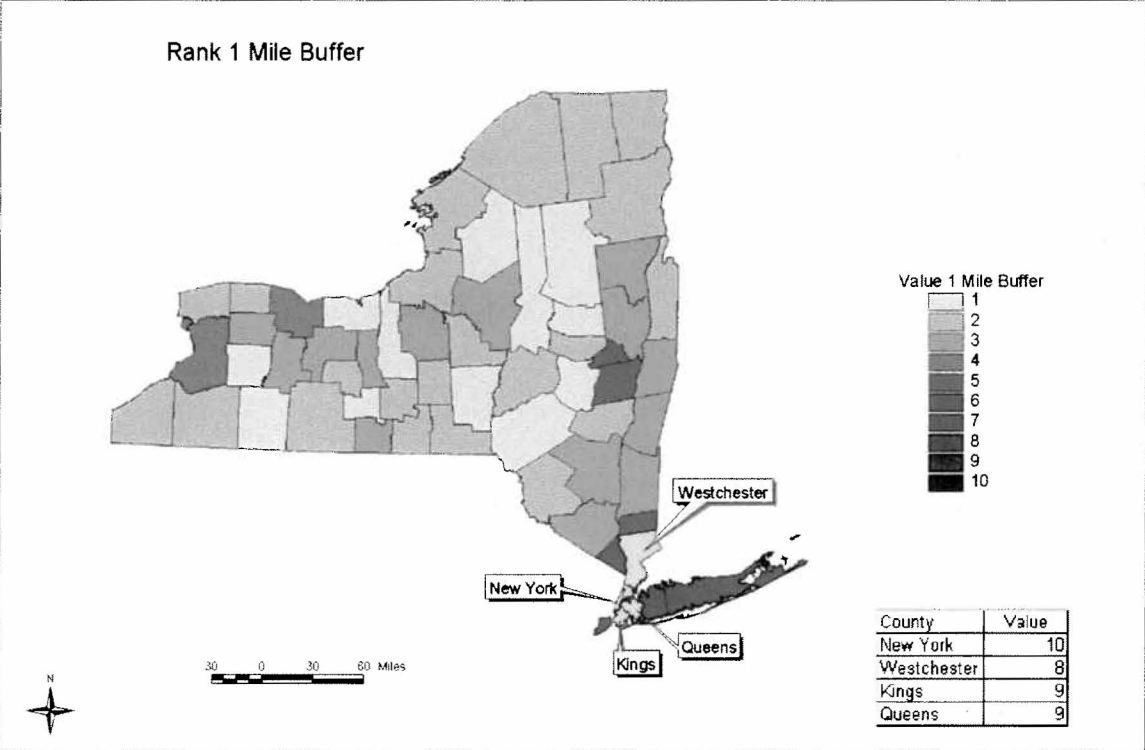 Rank 1 Mile Buffer
Value 1 Mile Buffer
1
2
3
4
5
6
7
8
9
10
Westchester
New York
Queens
Kings
30 0 30 60 Miles
N
County Value
New York 10
Westchester 8
Kings 9
Queens 9